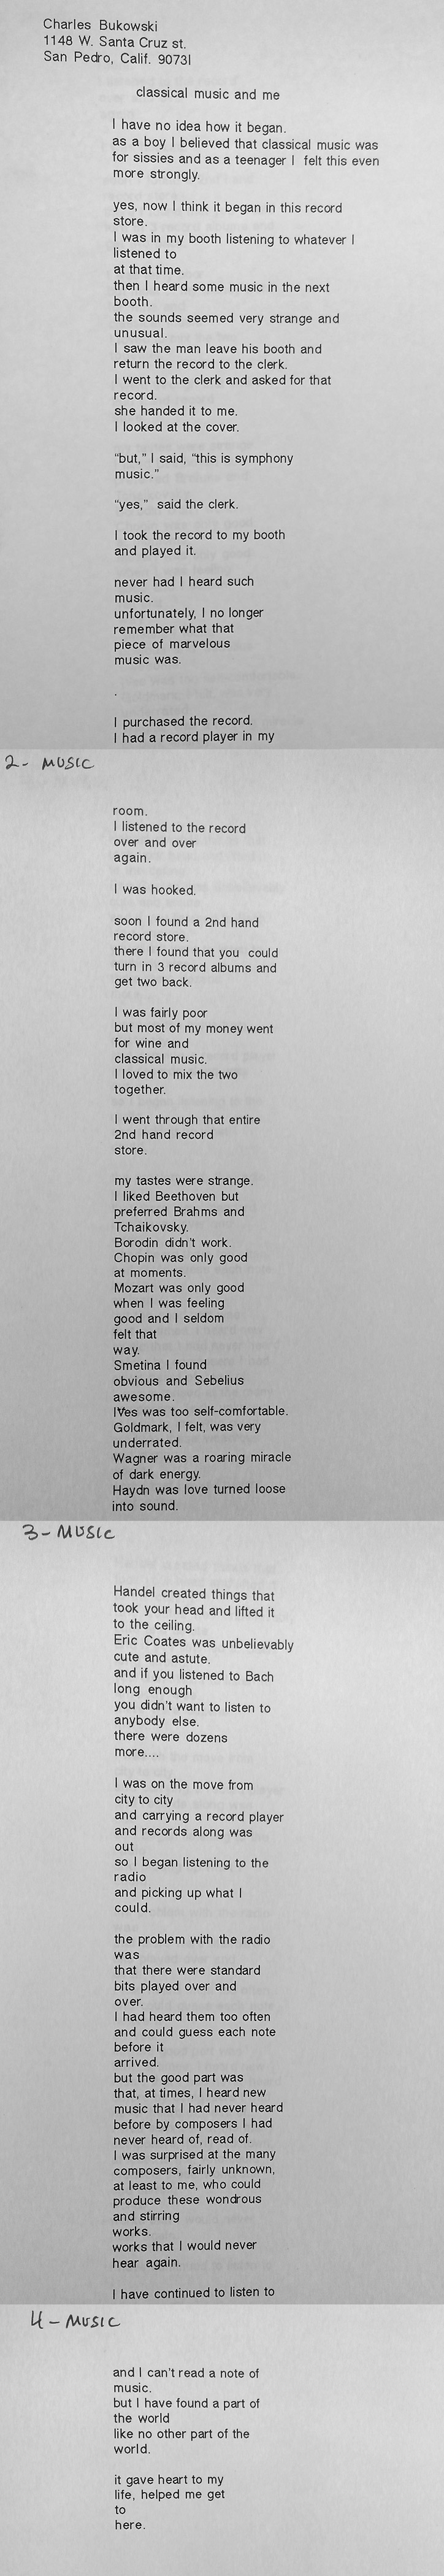 Charles Bukowski
1148 W. Santa Cruz st.
San Pedro, Calif. 9073l
classical music and me
I have no idea how it began.
as a boy I believed that classical music was
for sissies and as a teenager I felt this even
more strongly.
yes, now I think it began in this record
store.
I was in my booth listening to whatever I
listened to
at that time.
then I heard some music in the next
booth.
the sounds seemed very strange and
unusual.
I saw the man leave his booth and
return the record to the clerk.
I went to the clerk and asked for that
record.
she handed it to me.
I looked at the cover.
“but,” I said, “this is symphony
music.”
“yes,” said the clerk.
I took the record to my booth
and played it.
never had I heard such
music.
unfortunately, I no longer
remember what that
piece of marvelous
music was.
.
I purchased the record.
I had a record player in my
2- MUSIC
room.
I listened to the record
over and over
again.
I was hooked.
soon I found a 2nd hand
record store.
there I found that you could
turn in 3 record albums and
get two back.
I was fairly poor
but most of my money went
for wine and
classical music.
I loved to mix the two
together.
I went through that entire
2nd hand record
store.
my tastes were strange.
I liked Beethoven but
preferred Brahms and
Tchaikovsky.
Borodin didn't work.
Chopin was only good
at moments.
Mozart was only good
when I was feeling
good and I seldom
felt that
way.
Smetina I found
obvious and Sebelius
awesome.
IVes was too self-comfortable.
Goldmark, I felt, was very
underrated.
Wagner was a roaring miracle
of dark energy.
Haydn was love turned loose
into sound.
3- MUSIC
Handel created things that
took your head and lifted it
to the ceiling.
Eric Coates was unbelievably
cute and astute.
and if you listened to Bach
long enough
you didn't want to listen to
anybody else.
there were dozens
more....
I was on the move from
city to city
and carrying a record player
and records along was
out
so I began listening to the
radio
and picking up what I
could.
the problem with the radio
was
that there were standard
bits played over and
over.
I had heard them too often
and could guess each note
before it
arrived.
but the good part was
that, at times, I heard new
music that I had never heard
before by composers I had
never heard of, read of.
I was surprised at the many
composers, fairly unknown,
at least to me, who could
produce these wondrous
and stirring
works.
works that I would never
hear again.
I have continued to listen to
4- MUSIC
and I can't read a note of
music.
but I have found a part of
the world
like no other part of the
world.
it gave heart to my
life, helped me get
to
here.